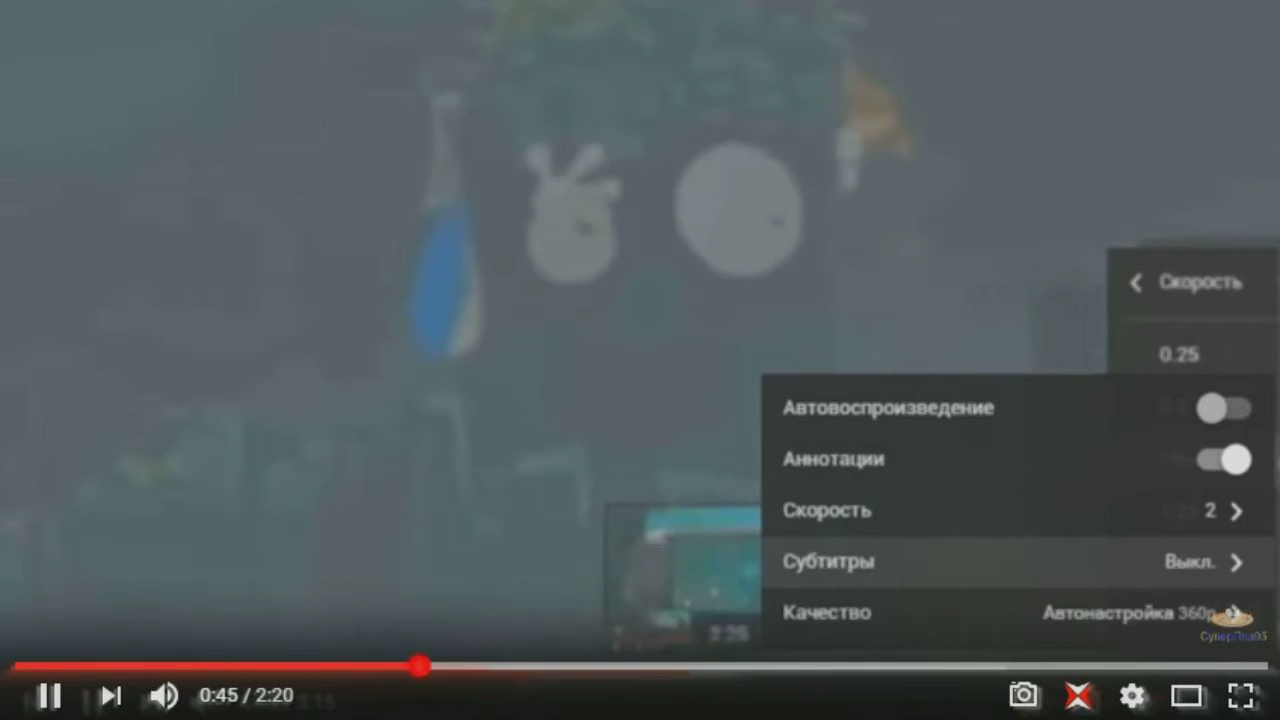 Скорость
0.25
Автовоспроизведение
Аннотации
Скорость 2
Субтитры Выкл.
Качество Автонастройка 360p
2:25
0:45 / 2:20